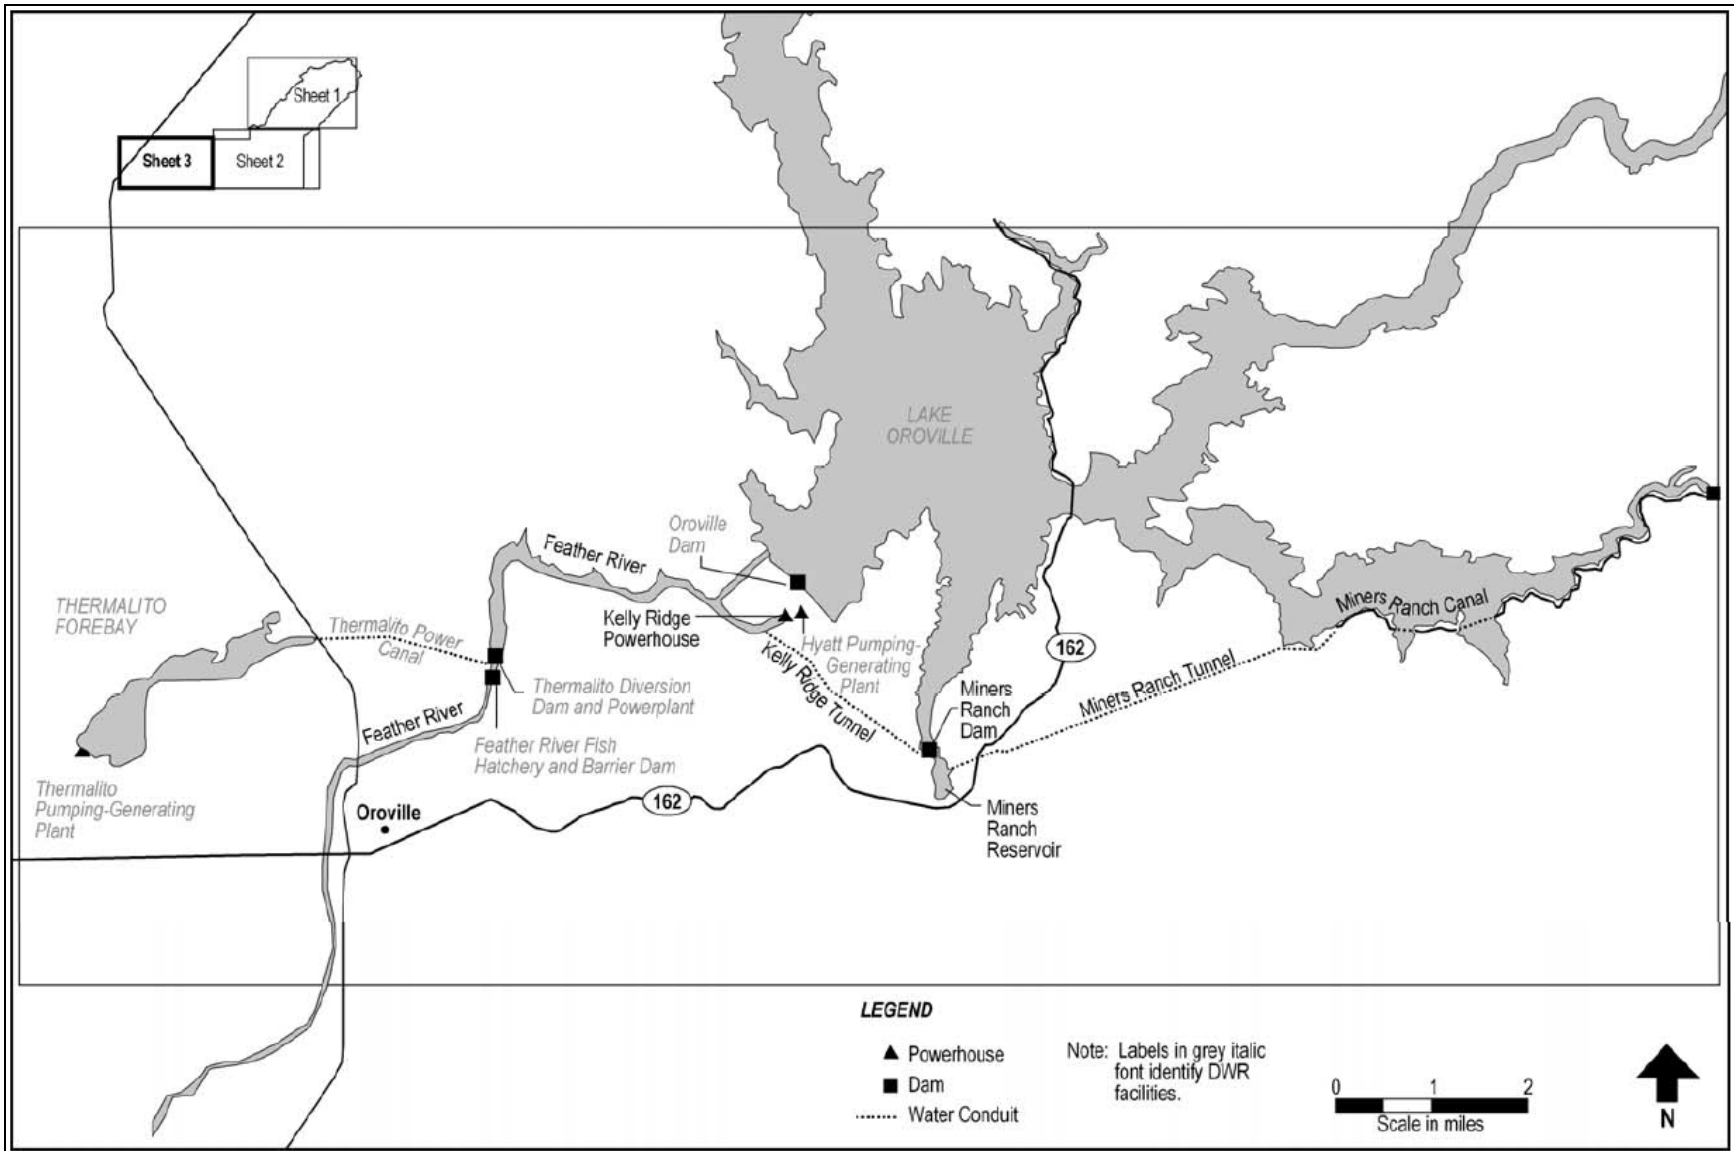 Sheet 1
Sheet 3
Sheet 2
LAKE
OROVILLE
Oroville
Dam
Feather River
THERMALITO
FOREBAY
Thermalito Power
Canal
Kelly Ridge
Powerhouse
Hyatt Pumping-
Generating
Plant
Kelly Ridge Tunnel
162
Miners Ranch Canal
Miners Ranch Tunnel
Thermalito Diversion
Dam and Powerplant
Miners
Ranch
Dam
Feather River
Feather River Fish
Hatchery and Barrier Dam
Thermalito
Pumping-Generating
Plant
Oroville
162
Miners
Ranch
Reservoir
LEGEND
Powerhouse
Dam
Water Conduit
Note: Labels in grey italic
font identify DWR
facilities.
0 1 2
Scale in miles
N